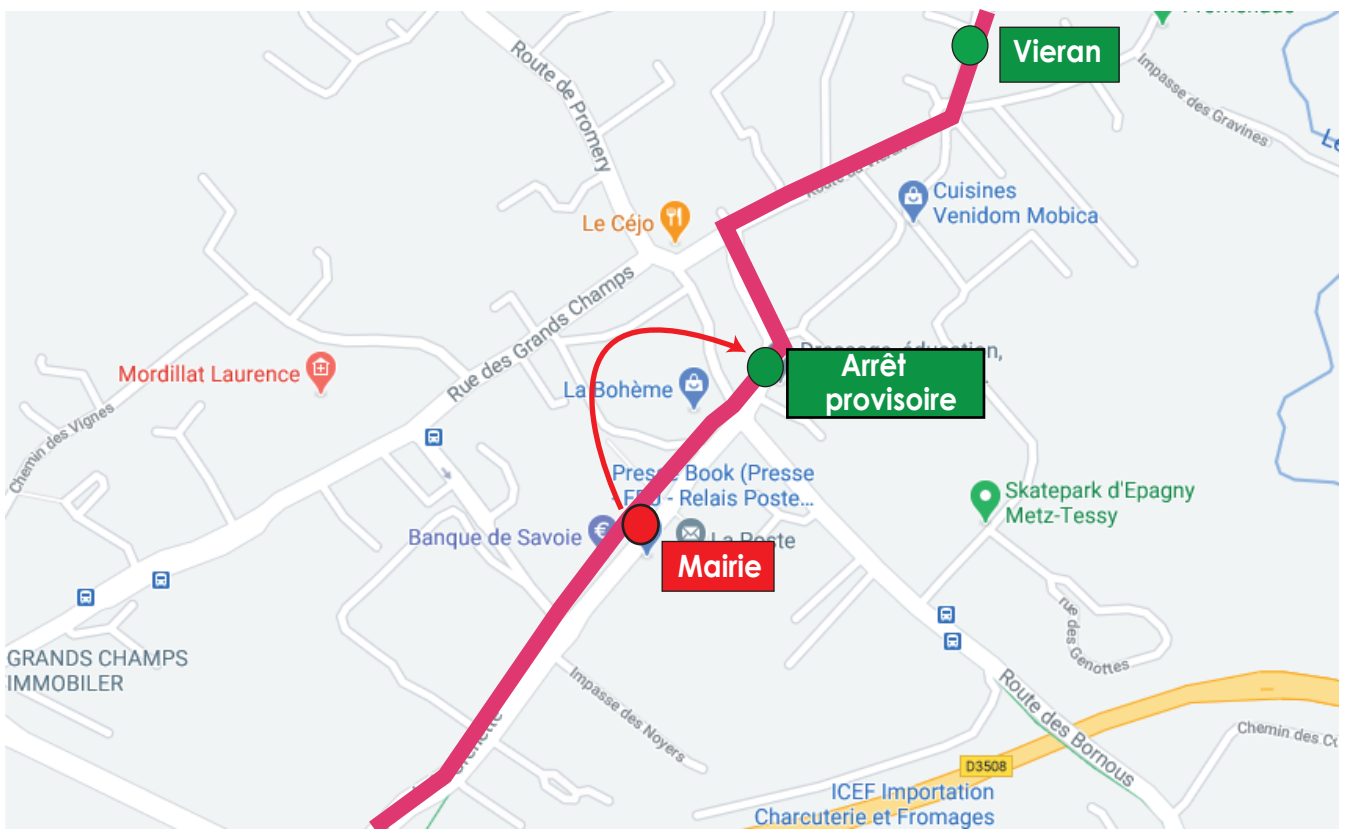 Vieran
Route de Promery
Impasse des Gravines
Cuisines
Venidom Mobica
Le Céjo
Rue des Grands Champs
Arrêt
provisoire
Mordillat Laurence
La Bohème
Chemin des Vignes
Presse Book (Presse
- Relais Poste...
Skatepark d'Epagny
Metz-Tessy
Banque de Savoie
La Poste
Mairie
rue des Genottes
GRANDS CHAMPS
IMMOBILER
Impasse des Noyers
Route des Bornous
Chemin des
D3508
ICEF Importation
Charcuterie et Fromages